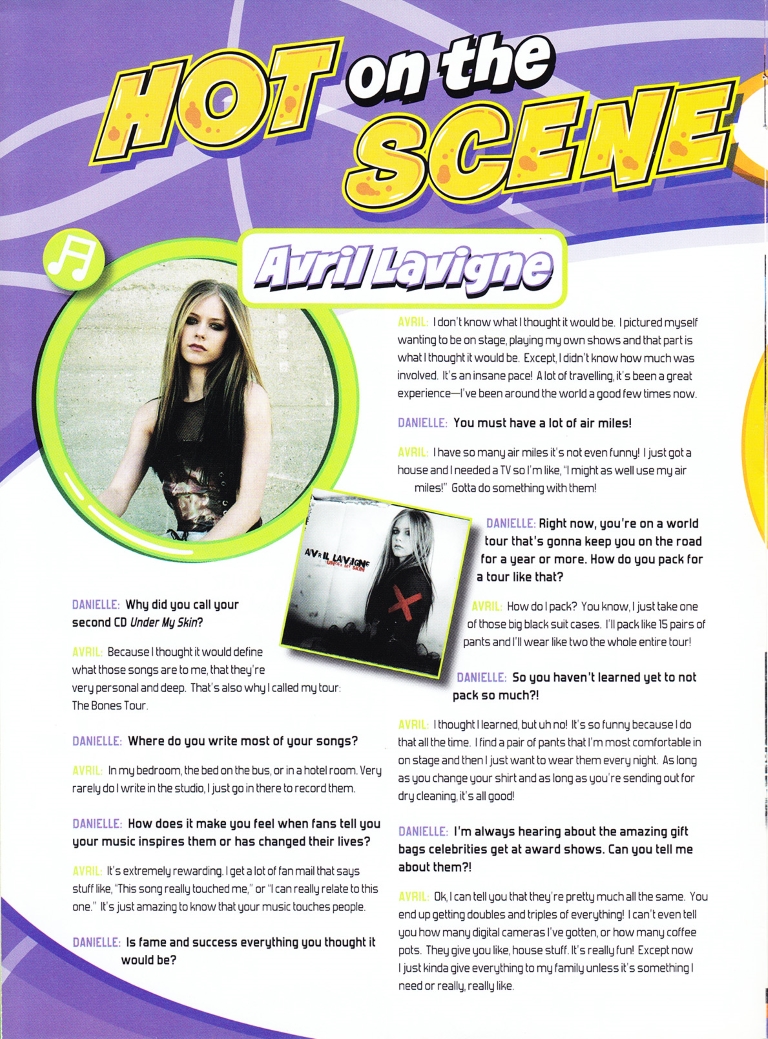 HOT on the
SCENE
Avril Lavigne
AVRIL LAVIGNE
UNDER MY SKIN
DANIELLE: Why did you call your
second CD Under My Skin?
AVRIL: Because I thought it would define
what those songs are to me, that they're
very personal and deep. That's also why I called my tour:
The Bones Tour.
DANIELLE: Where do you write most of your songs?
AVRIL: In my bedroom, the bed on the bus, or in a hotel room. Very
rarely do I write in the studio, I just go in there to record them.
DANIELLE: How does it make you feel when fans tell you
your music inspires them or has changed their lives?
AVRIL: It's extremely rewarding. I get a lot of fan mail that says
stuff like, "This song really touched me," or "I can really relate to this
one." It's just amazing to know that your music touches people.
DANIELLE: Is fame and success everything you thought it
would be?
AVRIL: I don't know what I thought it would be. I pictured myself
wanting to be on stage, playing my own shows and that part is
what I thought it would be. Except, I didn't know how much was
involved. It's an insane pace! A lot of travelling, it's been a great
experience—I've been around the world a good few times now.
DANIELLE: You must have a lot of air miles!
AVRIL: I have so many air miles it's not even funny! I just got a
house and I needed a TV so I'm like, "I might as well use my air
miles!" Gotta do something with them!
DANIELLE: Right now, you're on a world
tour that's gonna keep you on the road
for a year or more. How do you pack for
a tour like that?
AVRIL: How do I pack? You know, I just take one
of those big black suit cases. I'll pack like 15 pairs of
pants and I'll wear like two the whole entire tour!
DANIELLE: So you haven't learned yet to not
pack so much?!
AVRIL: I thought I learned, but uh no! It's so funny because I do
that all the time. I find a pair of pants that I'm most comfortable in
on stage and then I just want to wear them every night. As long
as you change your shirt and as long as you're sending out for
dry cleaning, it's all good!
DANIELLE: I'm always hearing about the amazing gift
bags celebrities get at award shows. Can you tell me
about them?!
AVRIL: Ok, I can tell you that they're pretty much all the same. You
end up getting doubles and triples of everything! I can't even tell
you how many digital cameras I've gotten, or how many coffee
pots. They give you like, house stuff. It's really fun! Except now
I just kinda give everything to my family unless it's something I
need or really, really like.